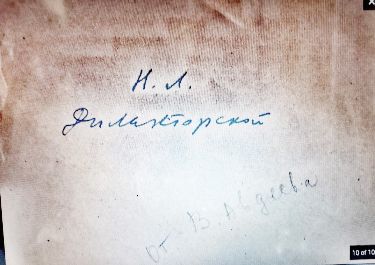 Н. Л.
Дилакторской
от В. Авдеева
10 of 10